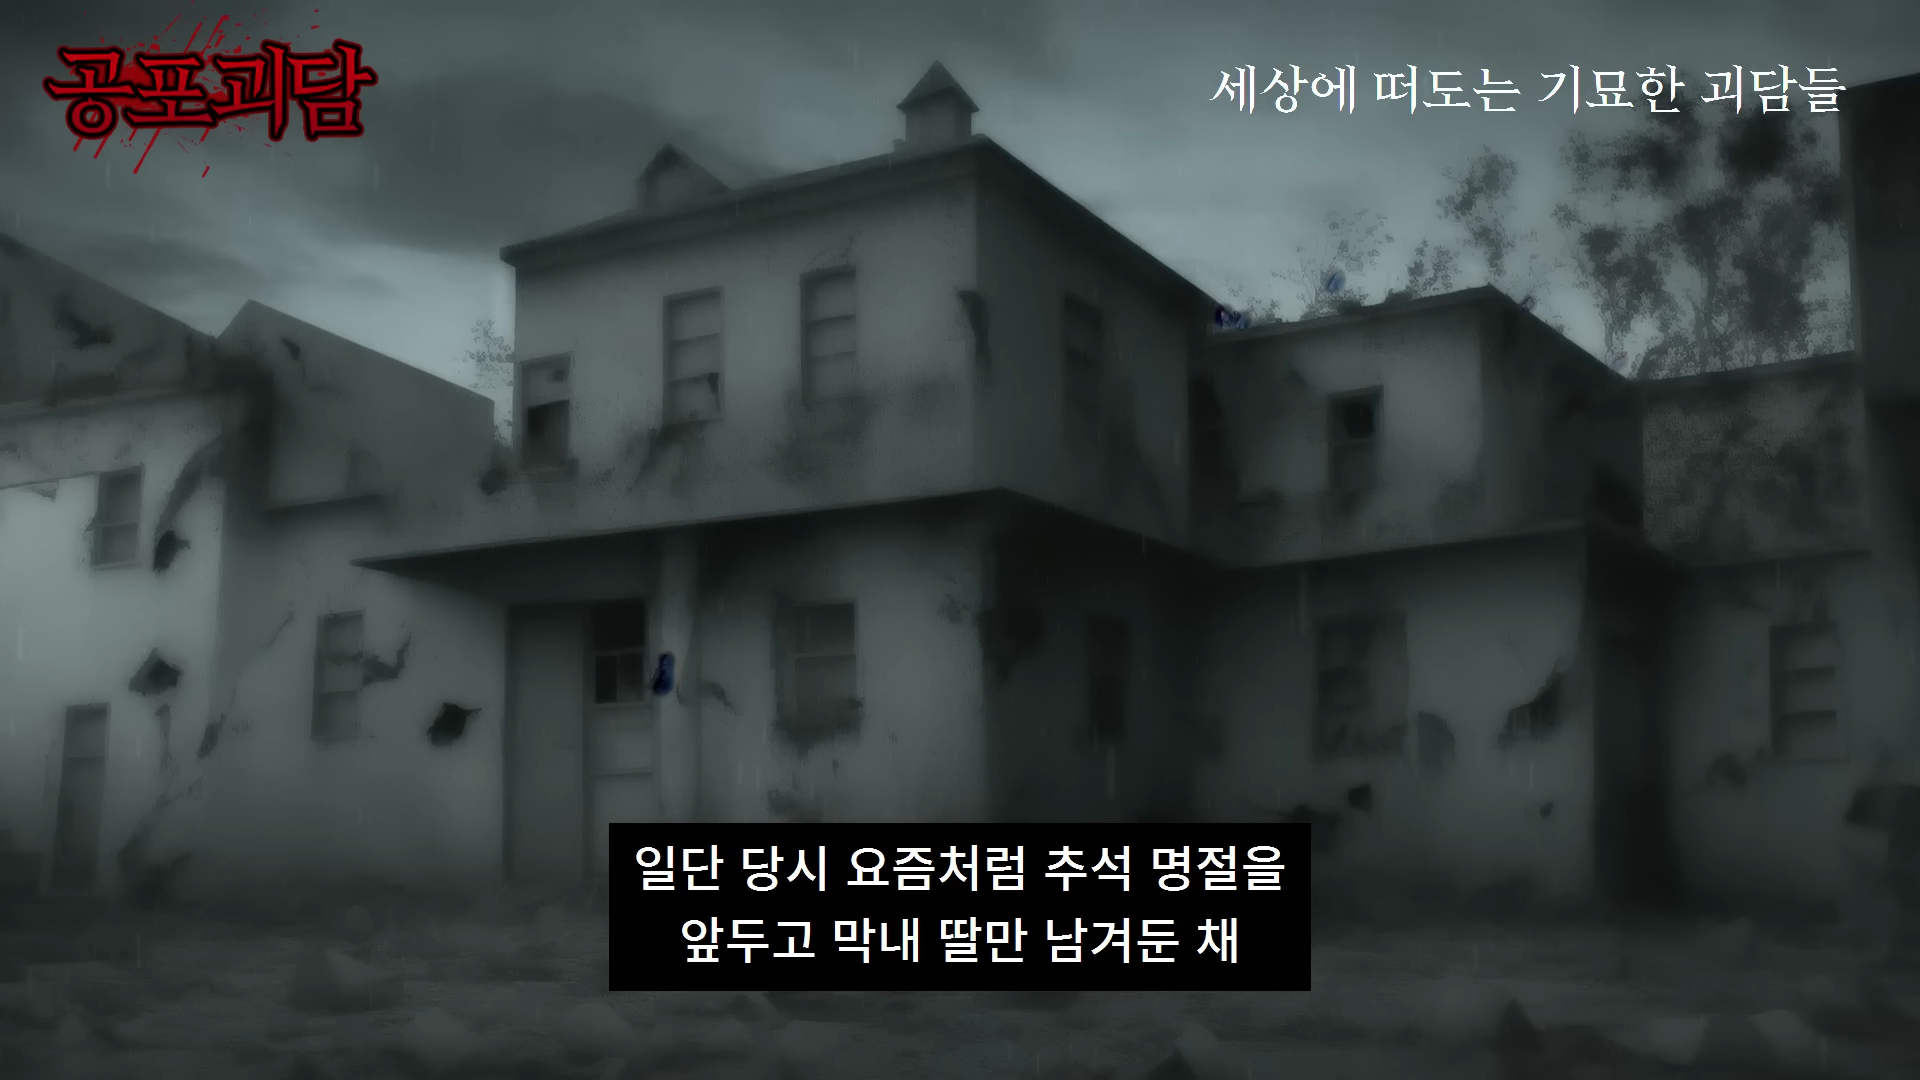 공포괴담
세상에 떠도는 기묘한 괴담들
일단 당시 요즘처럼 추석 명절을
앞두고 막내 딸만 남겨둔 채